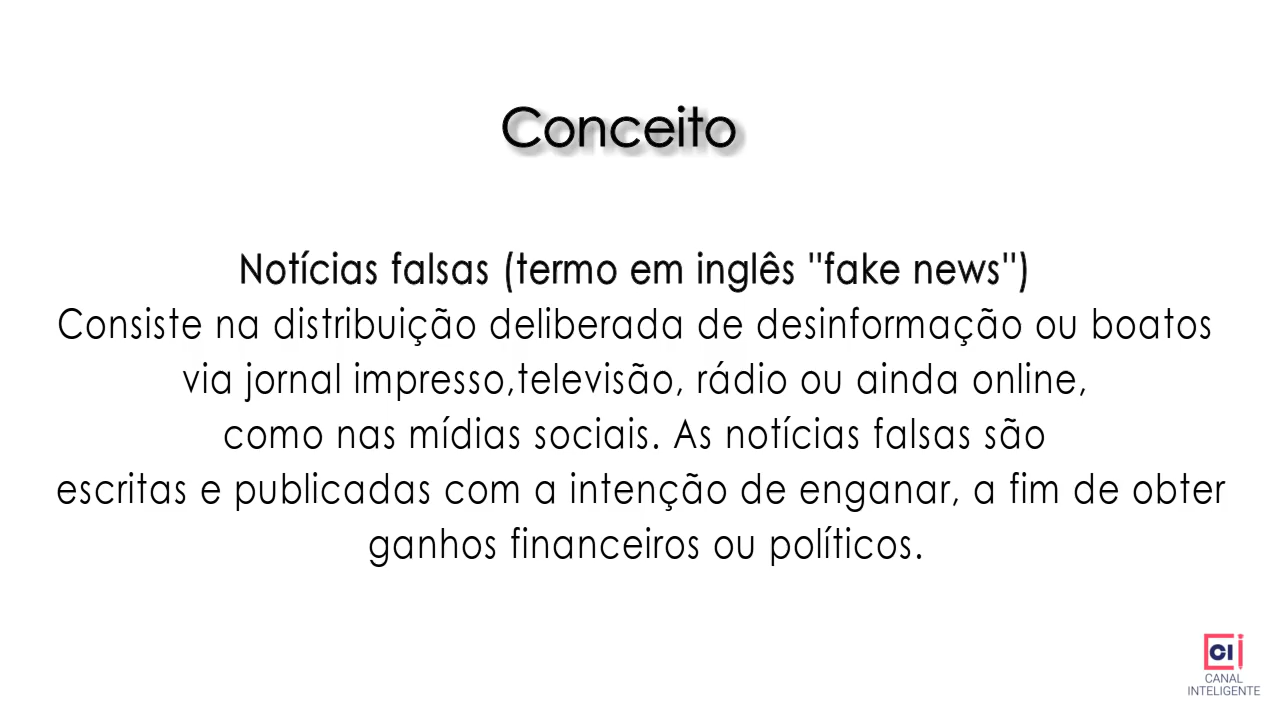 Conceito
Notícias falsas (termo em inglês "fake news")
Consiste na distribuição deliberada de desinformação ou boatos
via jornal impresso,televisão, rádio ou ainda online,
como nas mídias sociais. As notícias falsas são
escritas e publicadas com a intenção de enganar, a fim de obter
ganhos financeiros ou políticos.
CI
CANAL
INTELIGENTE